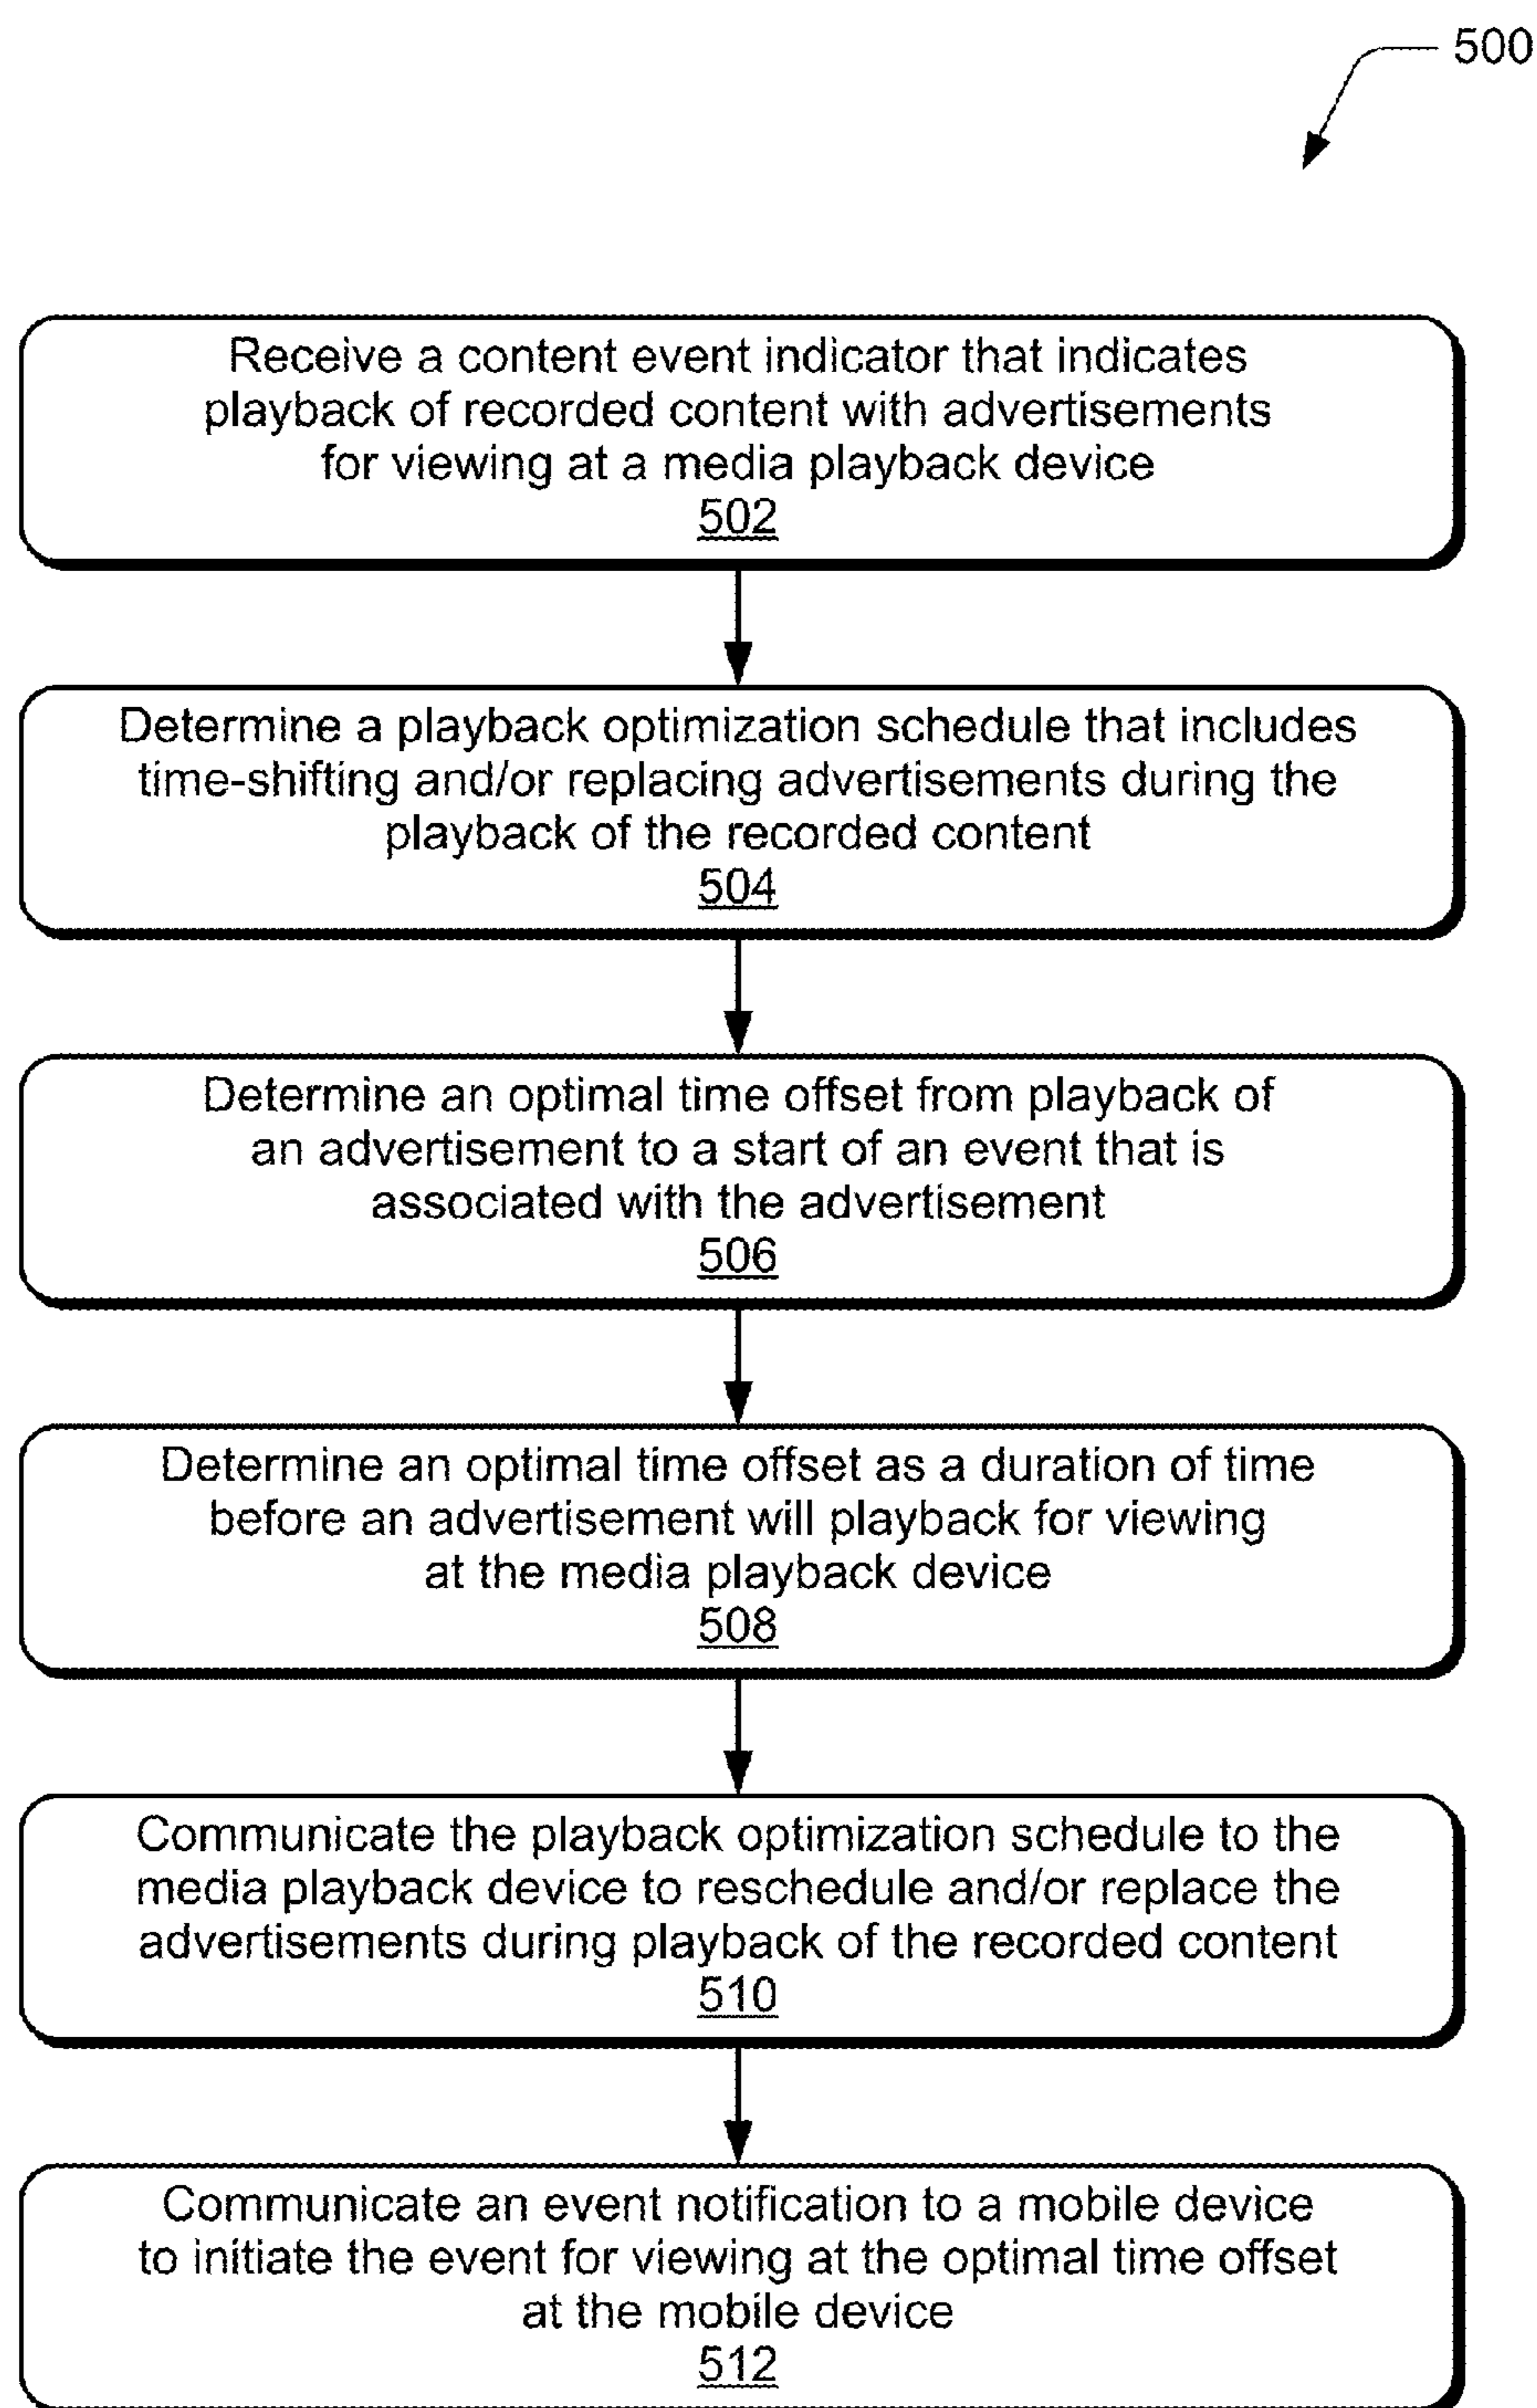 500
Receive a content event indicator that indicates
playback of recorded content with advertisements
for viewing at a media playback device
502
Determine a playback optimization schedule that includes
time-shifting and/or replacing advertisements during the
playback of the recorded content
504
Determine an optimal time offset from playback of
an advertisement to a start of an event that is
associated with the advertisement
506
Determine an optimal time offset as a duration of time
before an advertisement will playback for viewing
at the media playback device
508
Communicate the playback optimization schedule to the
media playback device to reschedule and/or replace the
advertisements during playback of the recorded content
510
Communicate an event notification to a mobile device
to initiate the event for viewing at the optimal time offset
at the mobile device
512